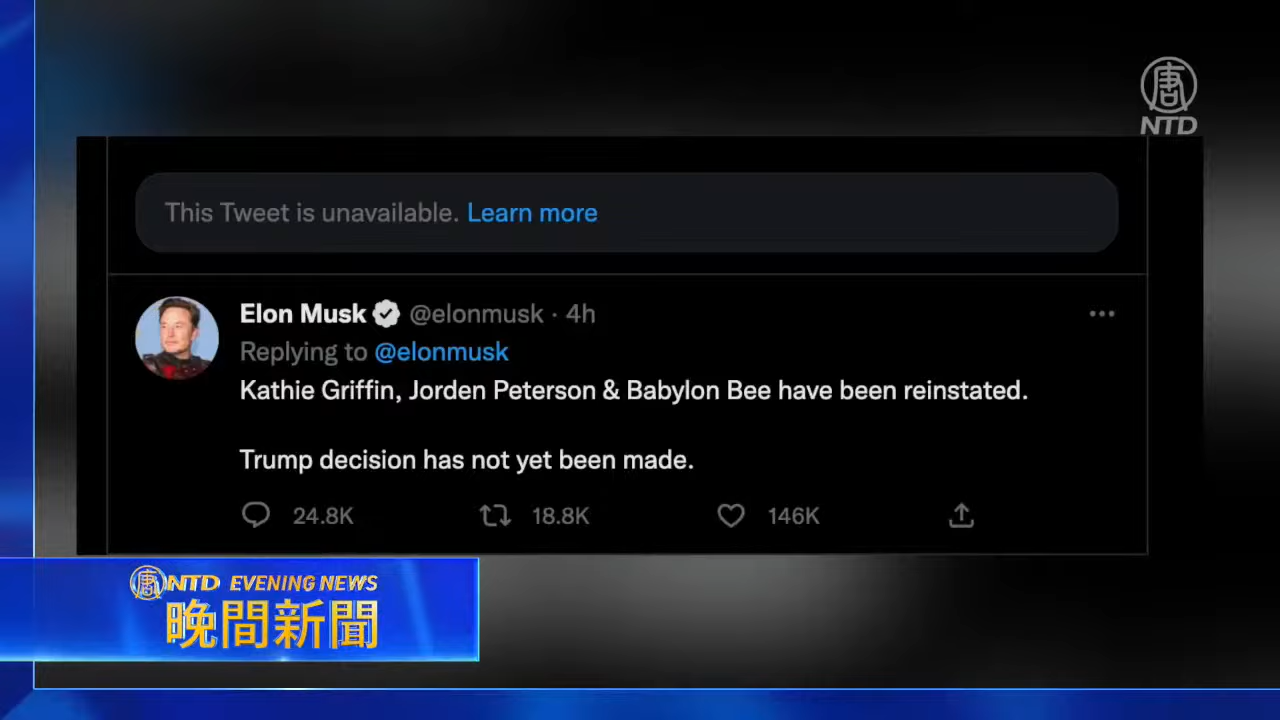 唐
NTD
This Tweet is unavailable. Learn more
Elon Musk @elonmusk · 4h
Replying to @elonmusk
Kathie Griffin, Jorden Peterson & Babylon Bee have been reinstated.
Trump decision has not yet been made.
24.8K 18.8K 146K
唐 NTD EVENING NEWS
晚間新聞